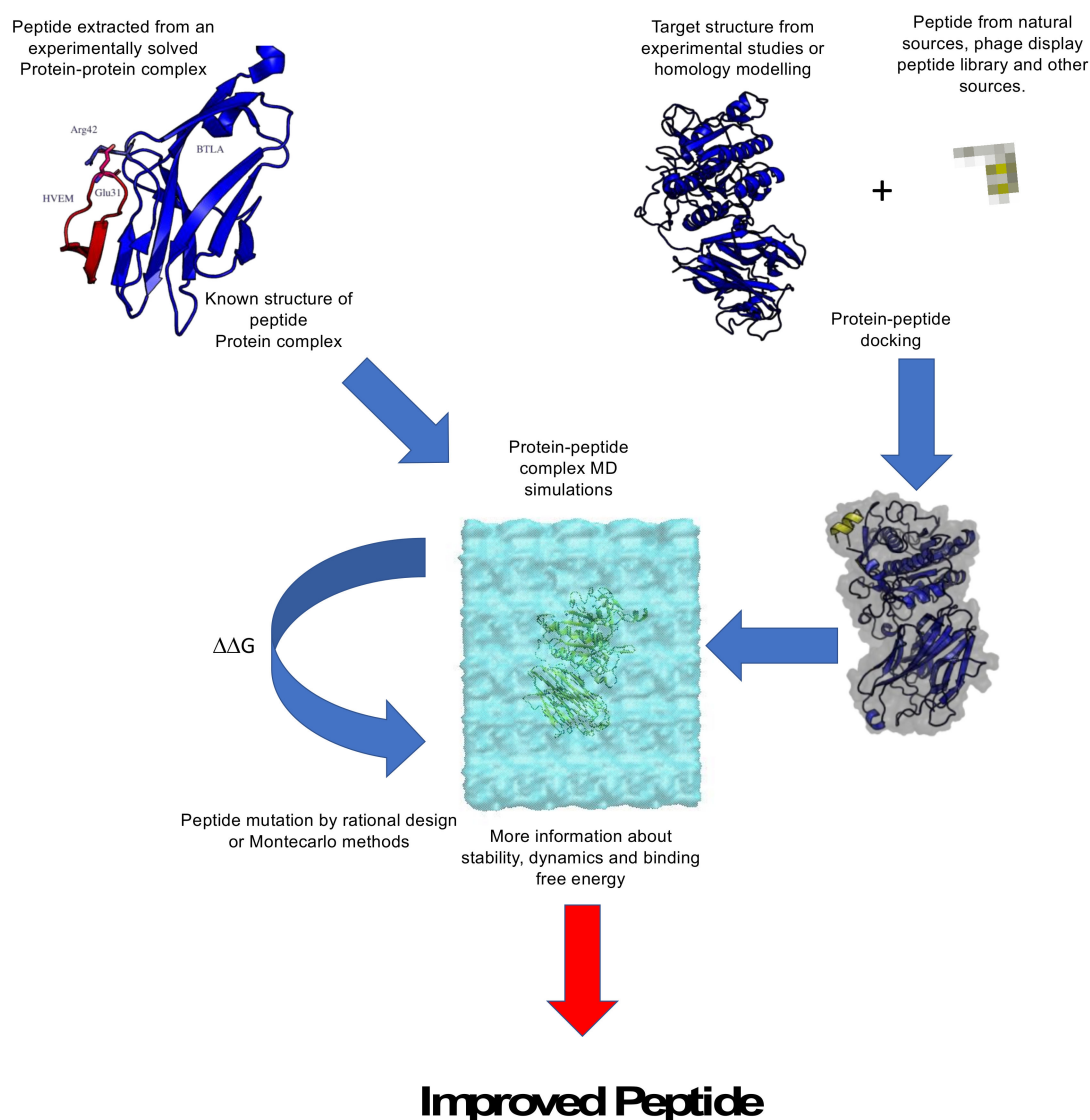 Peptide extracted from an
experimentally solved
Protein-protein complex
Arg42
BTLA
HVEM
Glu31
Known structure of
peptide
Protein complex
Target structure from
experimental studies or
homology modelling
+
Peptide from natural
sources, phage display
peptide library and other
sources.
Protein-peptide
docking
Protein-peptide
complex MD
simulations
ΔΔG
Peptide mutation by rational design
or Montecarlo methods
More information about
stability, dynamics and binding
free energy
Improved Peptide